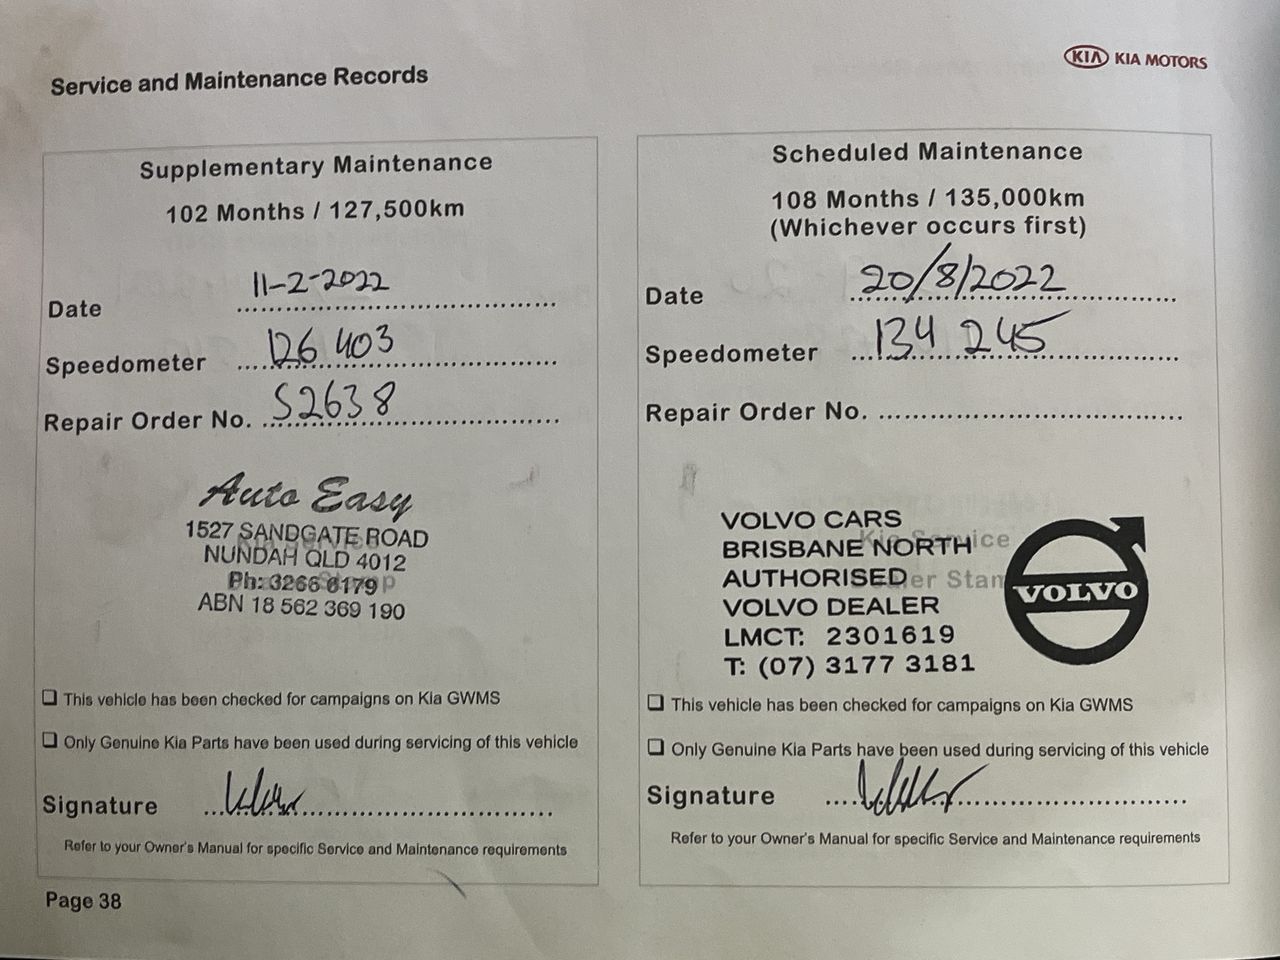 Service and Maintenance Records
KIA KIA MOTORS
Supplementary Maintenance
102 Months / 127,500km
Date 11-2-2022
Speedometer 126 403
Repair Order No. S2638
Auto Easy
1527 SANDGATE ROAD
NUNDAH QLD 4012
Ph: 3266 6179
ABN 18 562 369 190
❑ This vehicle has been checked for campaigns on Kia GWMS
❑ Only Genuine Kia Parts have been used during servicing of this vehicle
Signature
Refer to your Owner's Manual for specific Service and Maintenance requirements
Page 38
Scheduled Maintenance
108 Months / 135,000km
(Whichever occurs first)
Date 20/8/2022
Speedometer 134 245
Repair Order No.
VOLVO CARS
BRISBANE NORTH
AUTHORISED
VOLVO DEALER
LMCT: 2301619
T: (07) 3177 3181
VOLVO
❑ This vehicle has been checked for campaigns on Kia GWMS
❑ Only Genuine Kia Parts have been used during servicing of this vehicle
Signature
Refer to your Owner's Manual for specific Service and Maintenance requirements